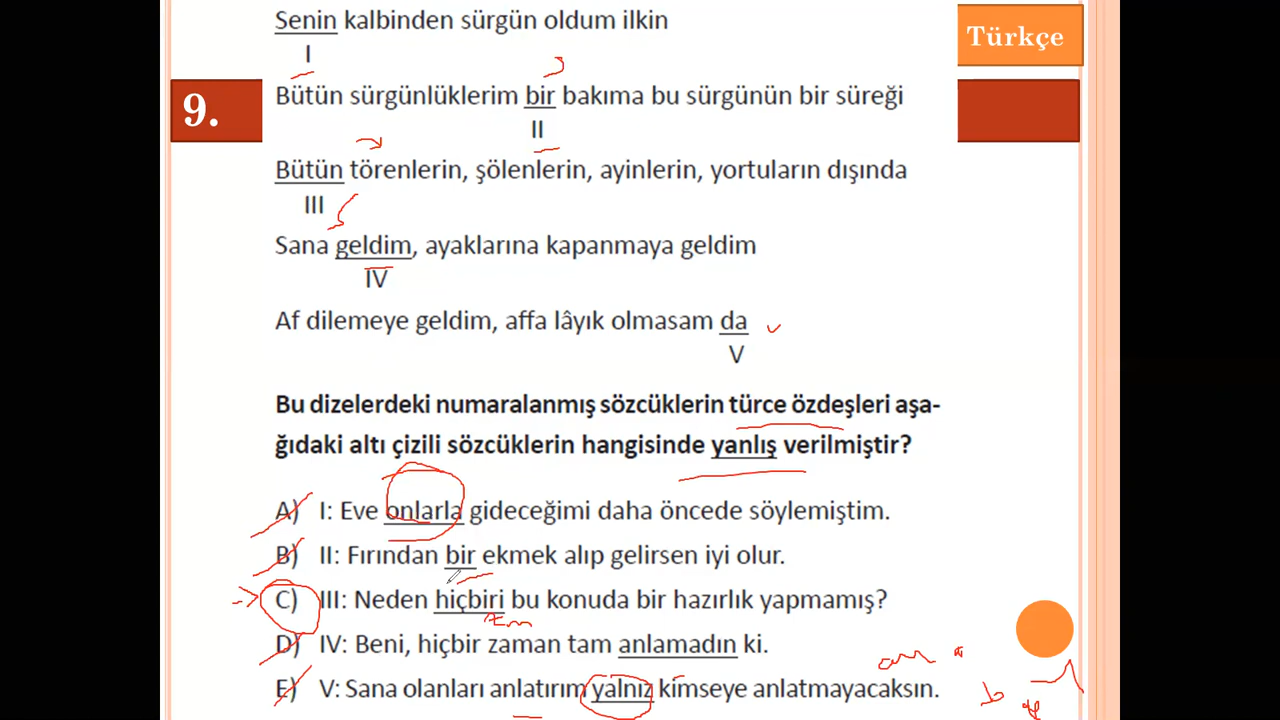 Senin kalbinden sürgün oldum ilkin
I
Türkçe
9.
Bütün sürgünlüklerim bir bakıma bu sürgünün bir süreği
II
Bütün törenlerin, şölenlerin, ayinlerin, yortuların dışında
III
Sana geldim, ayaklarına kapanmaya geldim
IV
Af dilemeye geldim, affa lâyık olmasam da
V
Bu dizelerdeki numaralanmış sözcüklerin türce özdeşleri aşa-
ğıdaki altı çizili sözcüklerin hangisinde yanlış verilmiştir?
A) I: Eve onlarla gideceğimi daha öncede söylemiştim.
B) II: Fırından bir ekmek alıp gelirsen iyi olur.
C) III: Neden hiçbiri bu konuda bir hazırlık yapmamış?
zm
D) IV: Beni, hiçbir zaman tam anlamadın ki.
E) V: Sana olanları anlatırım yalnız kimseye anlatmayacaksın.